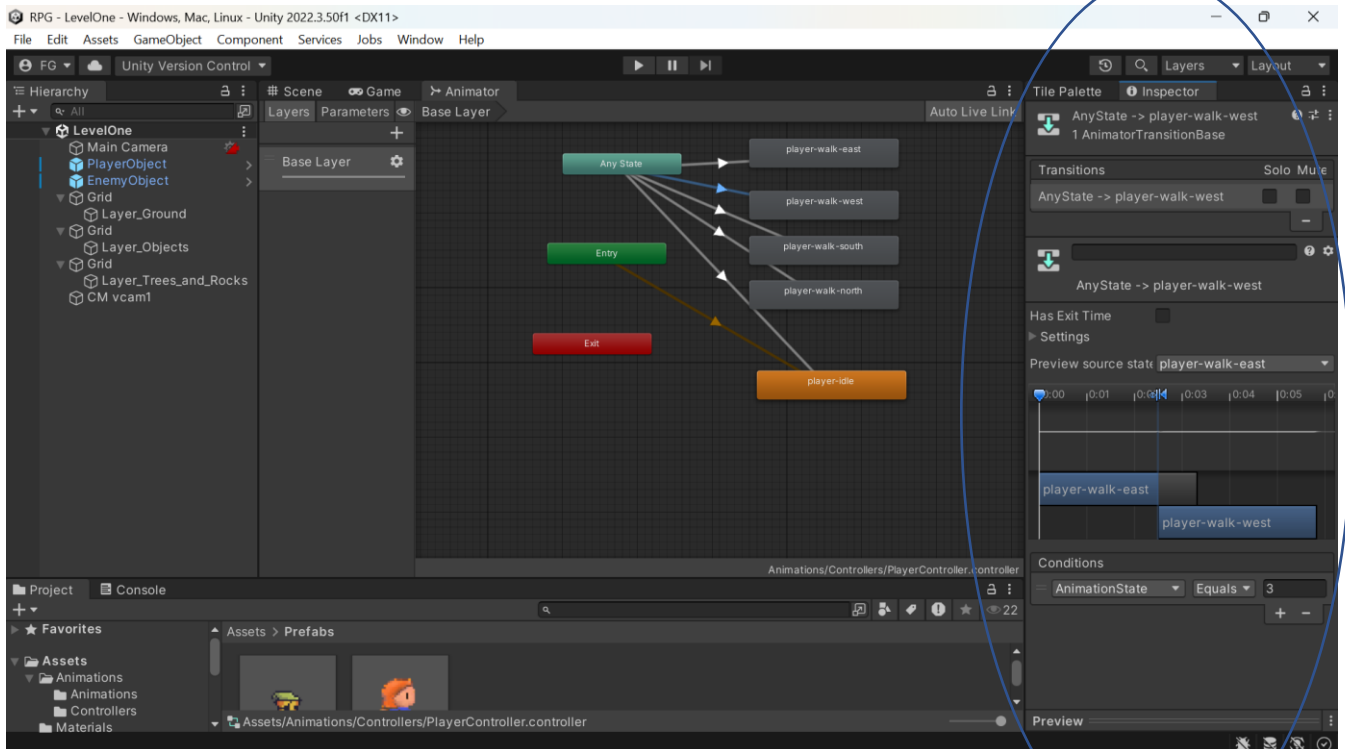 RPG - LevelOne - Windows, Mac, Linux - Unity 2022.3.50f1 <DX11>
File Edit Assets GameObject Component Services Jobs Window Help
FG Unity Version Control Layers Layout
Hierarchy
All
LevelOne
Main Camera
PlayerObject
EnemyObject
Grid
Layer_Ground
Grid
Layer_Objects
Grid
Layer_Trees_and_Rocks
CM vcam1
Scene Game Animator
Layers Parameters Base Layer Auto Live Link
Base Layer
Any State
player-walk-east
player-walk-west
player-walk-south
Entry
player-walk-north
Exit
player-idle
Animations/Controllers/PlayerController.controller
Tile Palette Inspector
AnyState -> player-walk-west
1 AnimatorTransitionBase
Transitions Solo Mute
AnyState -> player-walk-west
AnyState -> player-walk-west
Has Exit Time
Settings
Preview source state player-walk-east
0:01 0:03 0:04 0:05
player-walk-east
player-walk-west
Conditions
AnimationState Equals 3
Preview
Project Console
22
Favorites
Assets
Animations
Animations
Controllers
Materials
Assets > Prefabs
Assets/Animations/Controllers/PlayerController.controller